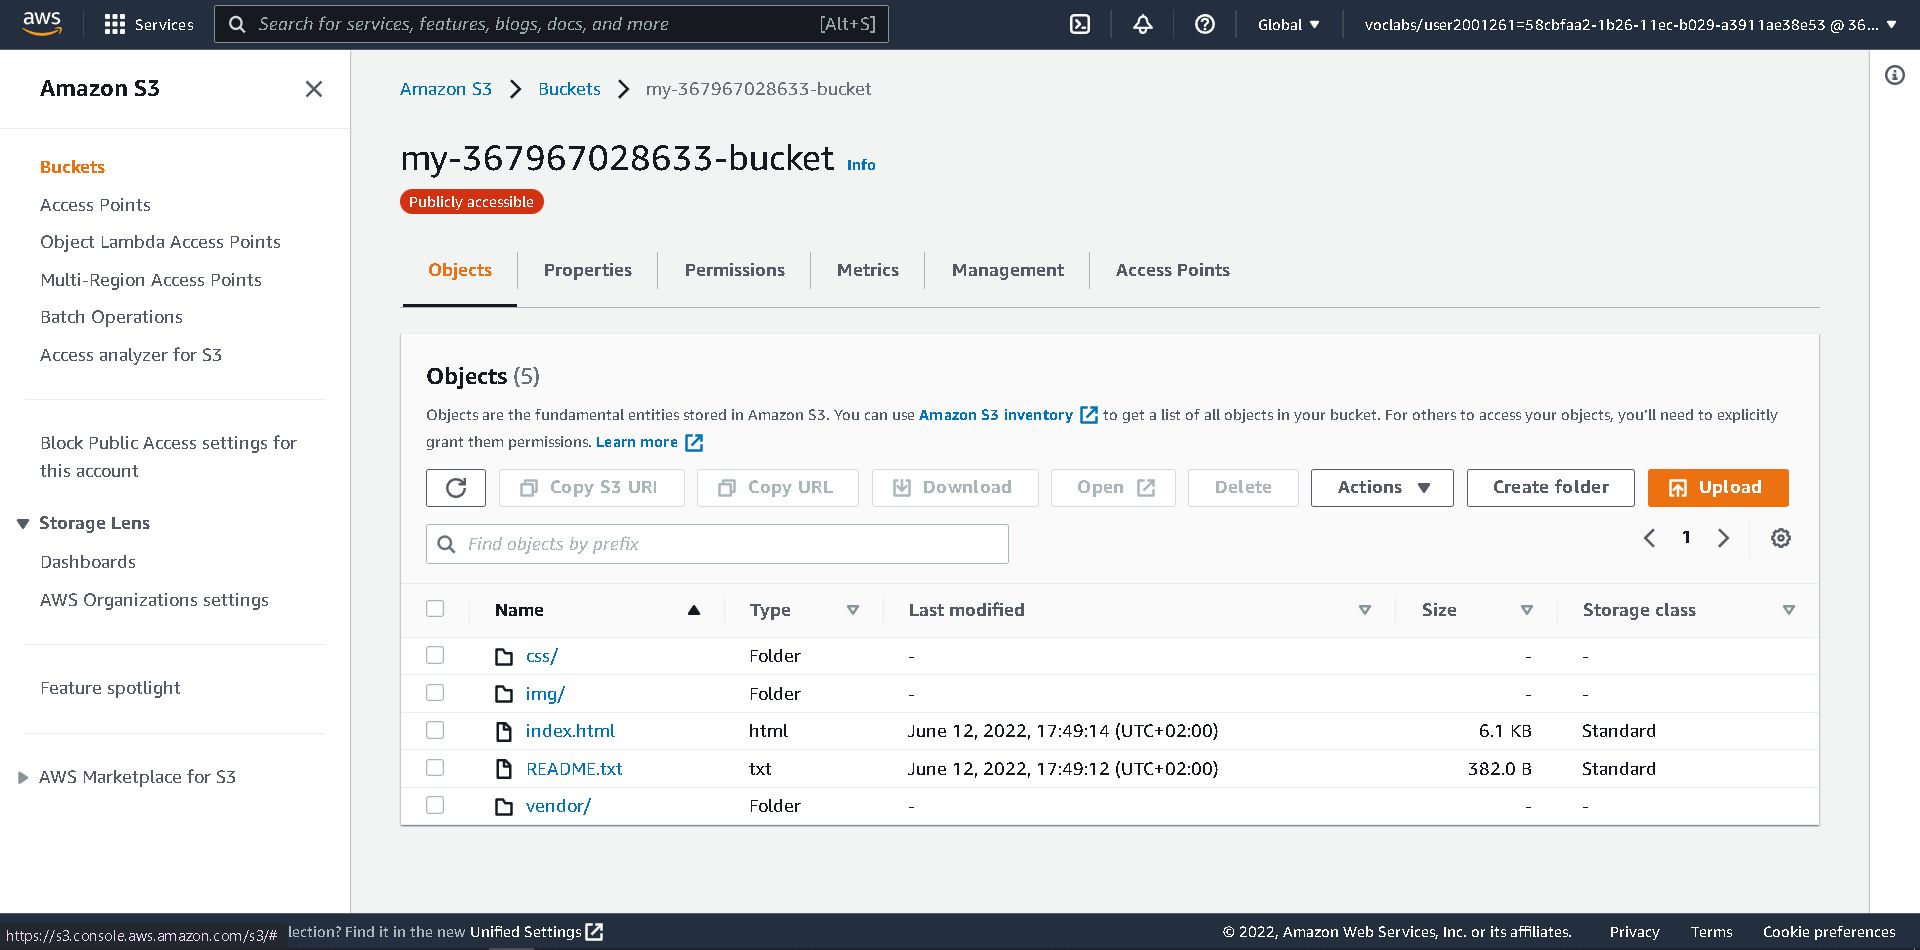 aws
Services
Search for services, features, blogs, docs, and more [Alt+S]
Global
voclabs/user2001261=58cbfaa2-1b26-11ec-b029-a3911ae38e53 @ 36...
Amazon S3
Buckets
Access Points
Object Lambda Access Points
Multi-Region Access Points
Batch Operations
Access analyzer for S3
Block Public Access settings for
this account
Storage Lens
Dashboards
AWS Organizations settings
Feature spotlight
AWS Marketplace for S3
Amazon S3 Buckets my-367967028633-bucket
my-367967028633-bucket Info
Publicly accessible
Objects Properties Permissions Metrics Management Access Points
Objects (5)
Objects are the fundamental entities stored in Amazon S3. You can use Amazon S3 inventory to get a list of all objects in your bucket. For others to access your objects, you'll need to explicitly
grant them permissions. Learn more
Copy S3 URI Copy URL Download Open Delete Actions Create folder Upload
Find objects by prefix
1
Name Type Last modified Size Storage class
css/ Folder - - -
img/ Folder - - -
index.html html June 12, 2022, 17:49:14 (UTC+02:00) 6.1 KB Standard
README.txt txt June 12, 2022, 17:49:12 (UTC+02:00) 382.0 B Standard
vendor/ Folder - - -
https://s3.console.aws.amazon.com/s3/# lection? Find it in the new Unified Settings
© 2022, Amazon Web Services, Inc. or its affiliates. Privacy Terms Cookie preferences